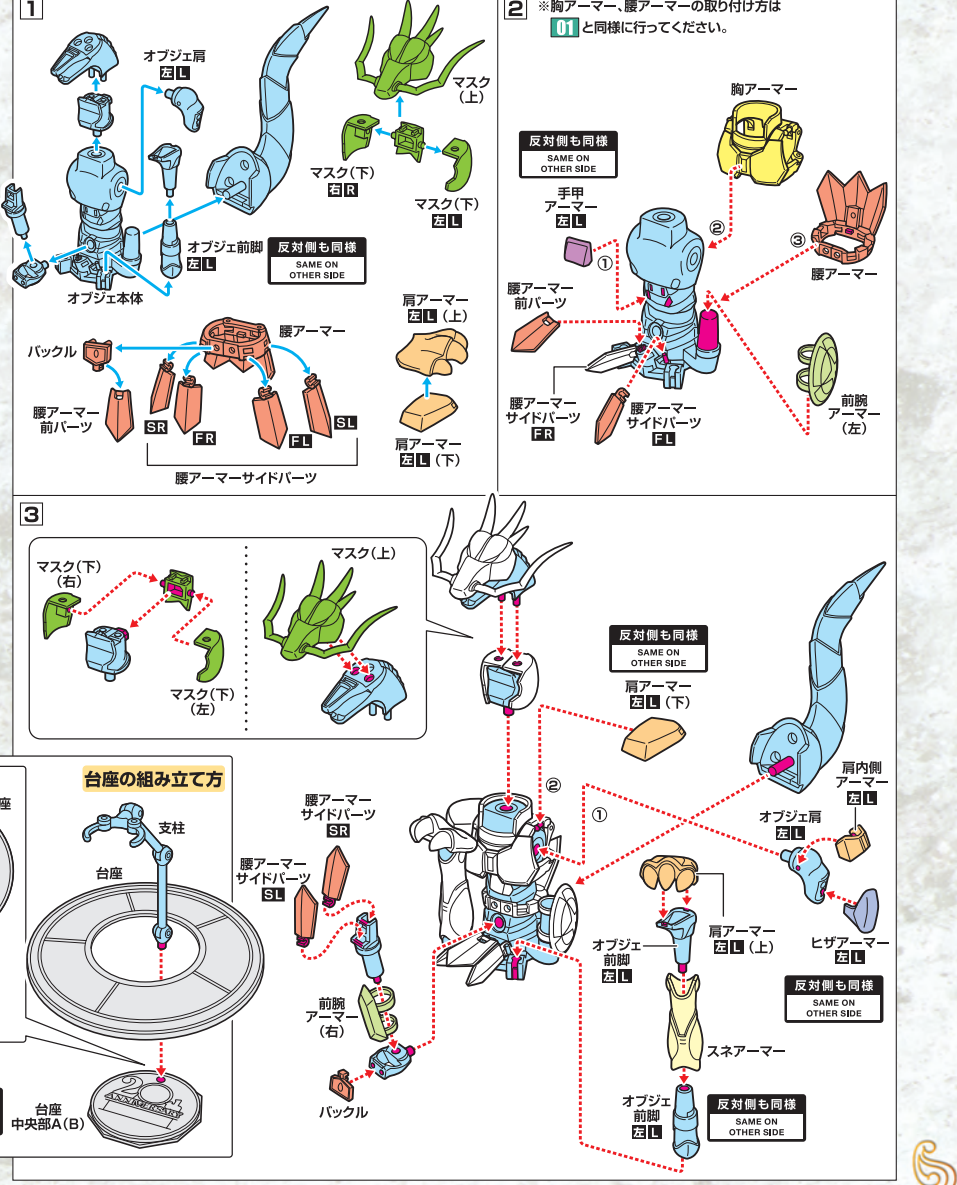 1
オブジェ肩
左 L
マスク
(上)
マスク(下)
右 R
マスク(下)
左 L
オブジェ前脚
左 L
反対側も同様
SAME ON
OTHER SIDE
オブジェ本体
バックル
腰アーマー
腰アーマー
前パーツ
SR
FR
FL
SL
腰アーマーサイドパーツ
肩アーマー
左 L (上)
肩アーマー
左 L (下)
2
※胸アーマー、腰アーマーの取り付け方は
01 と同様に行ってください。
胸アーマー
反対側も同様
SAME ON
OTHER SIDE
手甲
アーマー
左 L
①
②
③
腰アーマー
腰アーマー
前パーツ
腰アーマー
サイドパーツ
FR
腰アーマー
サイドパーツ
FL
前腕
アーマー
(左)
3
マスク(下)
(右)
マスク(下)
(左)
マスク(上)
反対側も同様
SAME ON
OTHER SIDE
肩アーマー
左 L (下)
②
①
肩内側
アーマー
左 L
オブジェ肩
左 L
ヒザアーマー
左 L
反対側も同様
SAME ON
OTHER SIDE
腰アーマー
サイドパーツ
SR
腰アーマー
サイドパーツ
SL
前腕
アーマー
(右)
バックル
オブジェ
前脚
左 L
肩アーマー
左 L (上)
スネアーマー
オブジェ
前脚
左 L
反対側も同様
SAME ON
OTHER SIDE
台座の組み立て方
座
支柱
台座
20th
ANNIVERSARY
台座
中央部A(B)